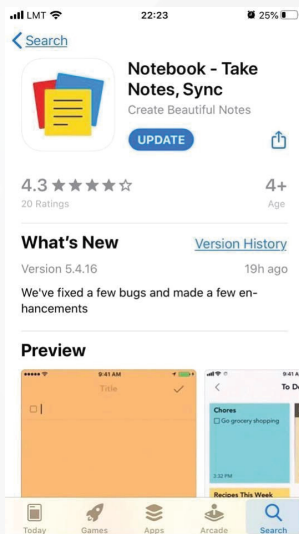 LMT 22:23 25%
Search
Notebook - Take
Notes, Sync
Create Beautiful Notes
UPDATE
4.3 4+
20 Ratings Age
What's New Version History
Version 5.4.16 19h ago
We've fixed a few bugs and made a few en-
hancements
Preview
9:41 AM 9:41 A
Title To Do
Chores
Go grocery shopping
3:32 PM
Recipes This Week
Today Games Apps Arcade Search